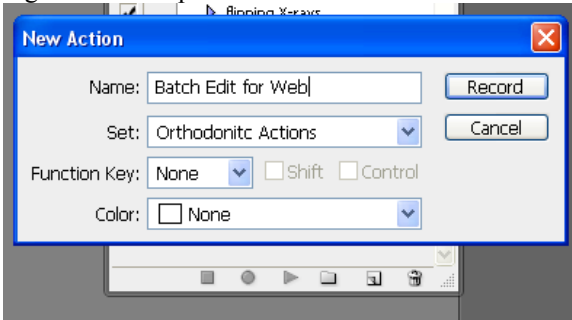 flipping X-rays
New Action
Name: Batch Edit for Web Record
Set: Orthodonitc Actions Cancel
Function Key: None Shift Control
Color: None